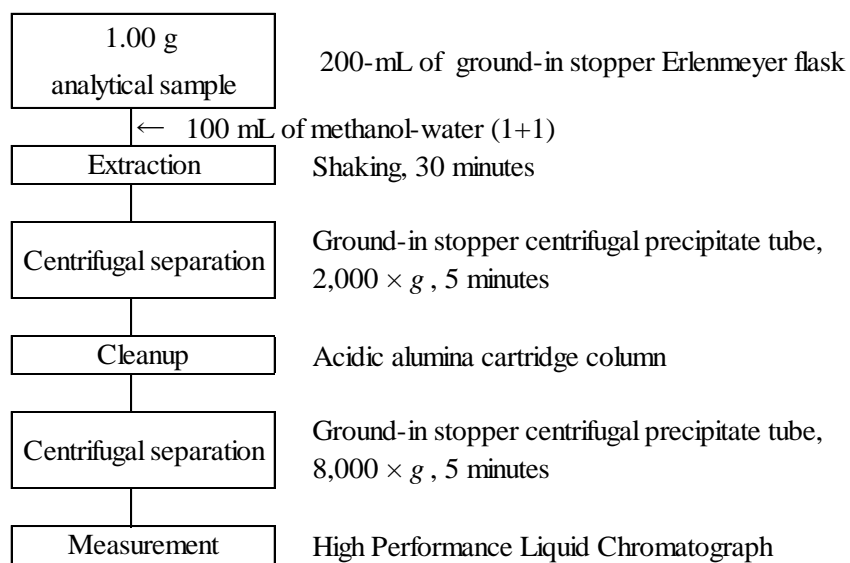 1.00 g
analytical sample
200-mL of ground-in stopper Erlenmeyer flask
← 100 mL of methanol-water (1+1)
Extraction
Shaking, 30 minutes
Centrifugal separation
Ground-in stopper centrifugal precipitate tube,
2,000 × g , 5 minutes
Cleanup
Acidic alumina cartridge column
Centrifugal separation
Ground-in stopper centrifugal precipitate tube,
8,000 × g , 5 minutes
Measurement
High Performance Liquid Chromatograph